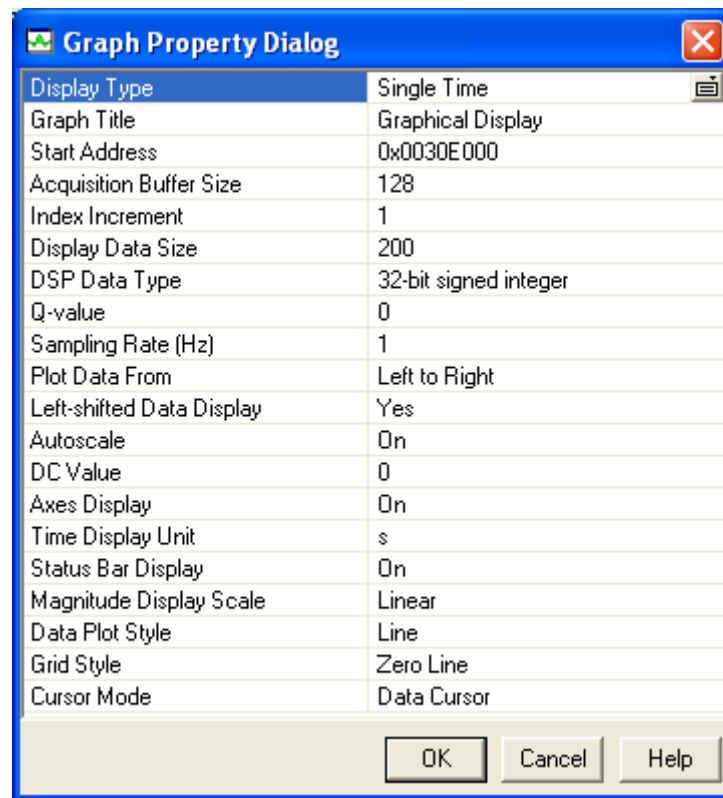 Graph Property Dialog
Display Type Single Time
Graph Title Graphical Display
Start Address 0x0030E000
Acquisition Buffer Size 128
Index Increment 1
Display Data Size 200
DSP Data Type 32-bit signed integer
Q-value 0
Sampling Rate (Hz) 1
Plot Data From Left to Right
Left-shifted Data Display Yes
Autoscale On
DC Value 0
Axes Display On
Time Display Unit s
Status Bar Display On
Magnitude Display Scale Linear
Data Plot Style Line
Grid Style Zero Line
Cursor Mode Data Cursor
OK Cancel Help